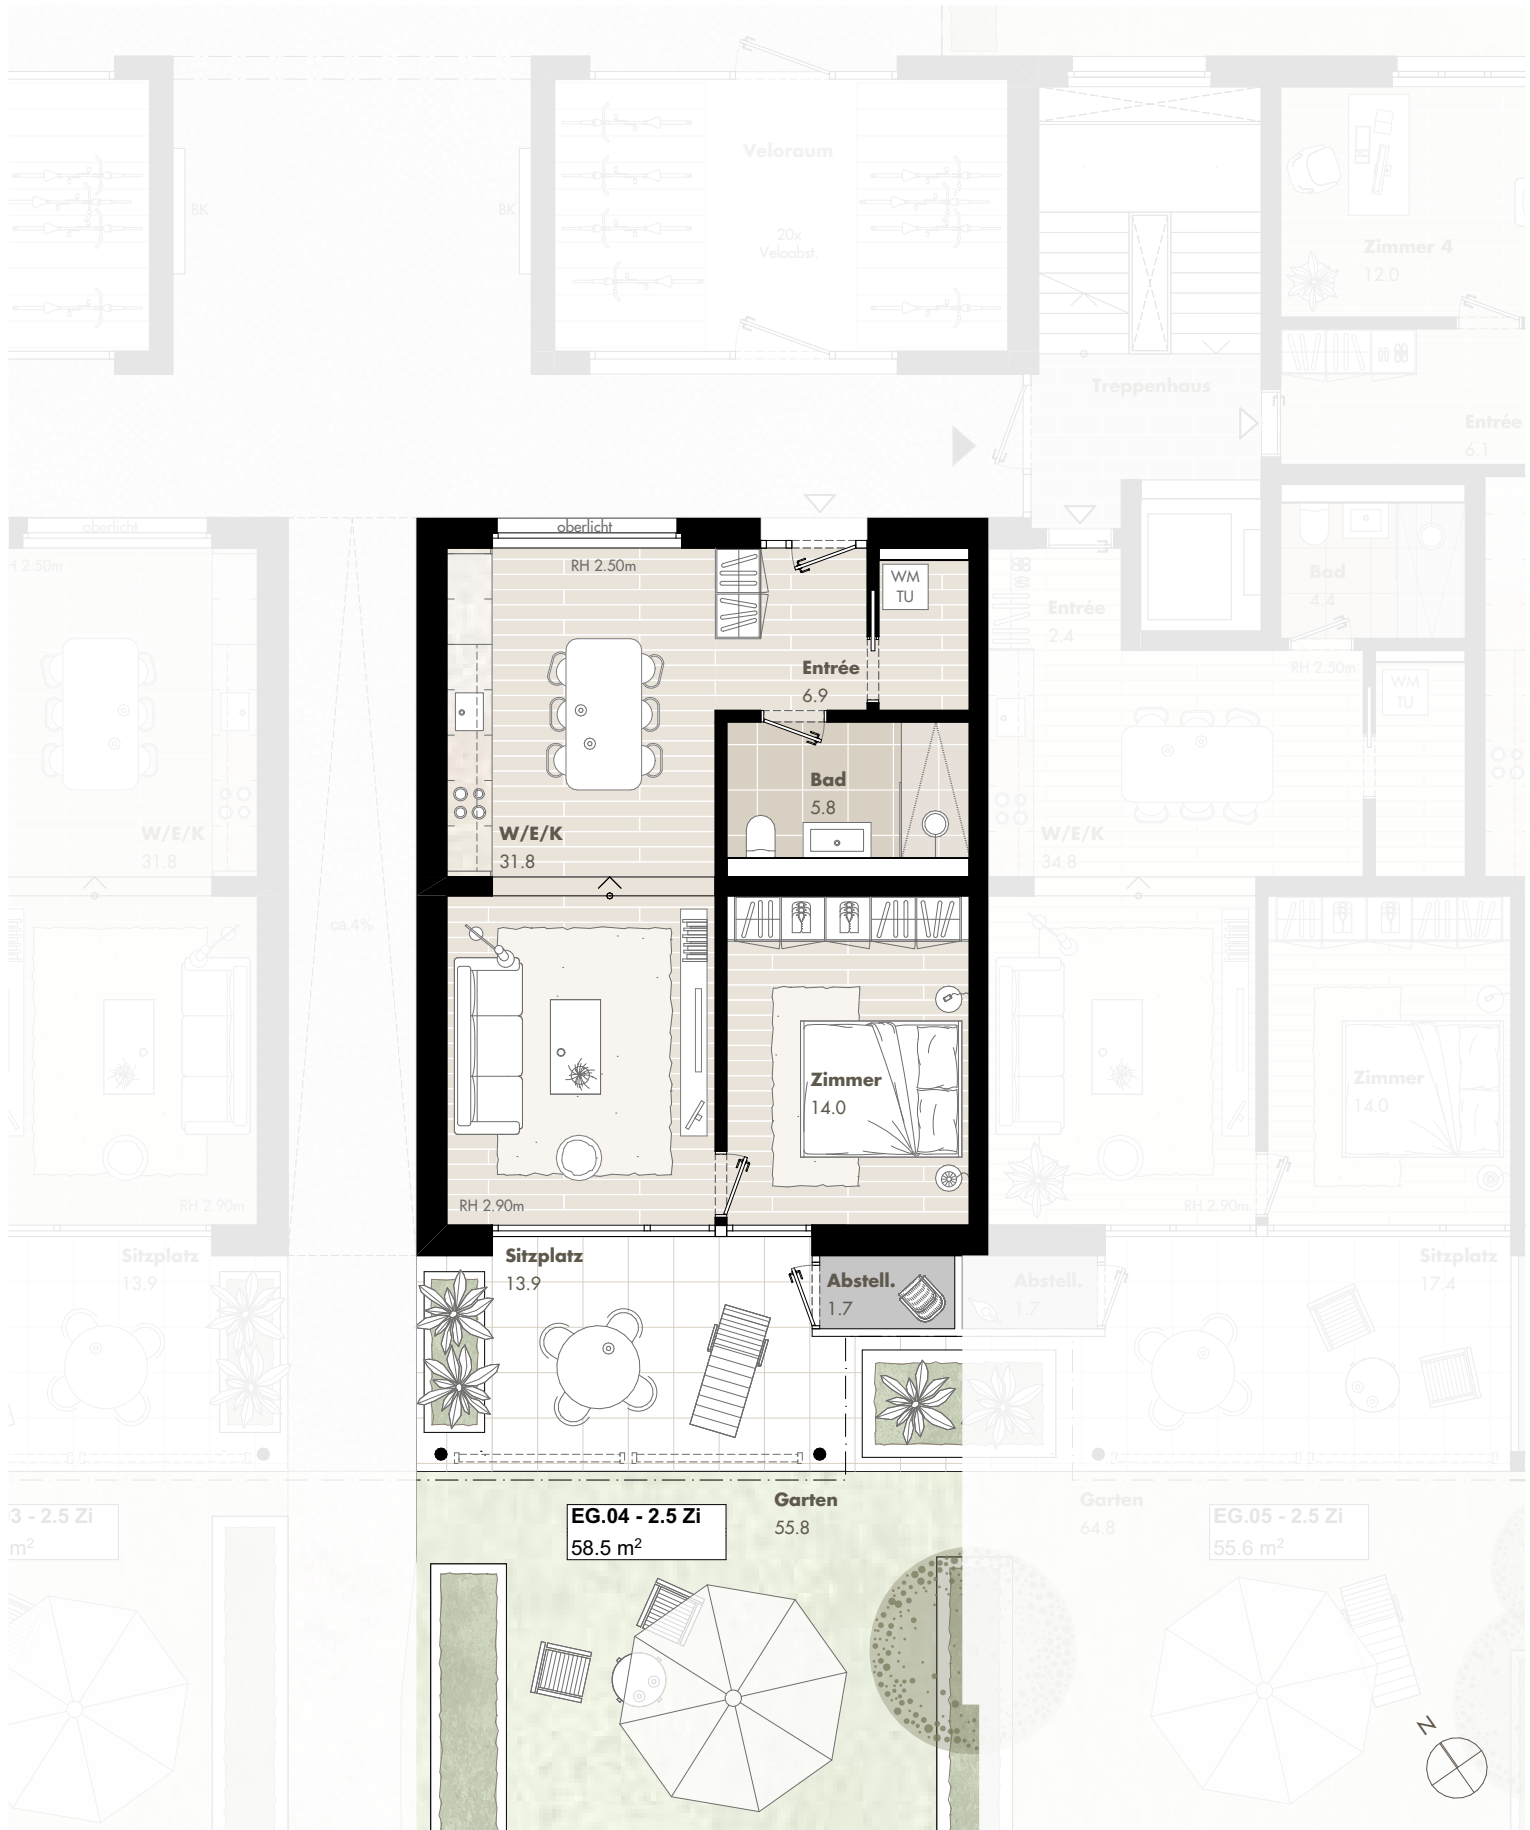 Veloraum
BK
BK
20x
Veloabst.
Zimmer 4
12.0
Treppenhaus
Entrée
6.1
oberlicht
oberlicht
H 2.50m
RH 2.50m
WM
TU
Bad
4.4
Entrée
2.4
Entrée
6.9
RH 2.50m
WM
TU
Bad
5.8
W/E/K
31.8
W/E/K
31.8
W/E/K
34.8
ca.4%
Zimmer
14.0
Zimmer
14.0
RH 2.90m
RH 2.90m
RH 2.90m
Sitzplatz
13.9
Sitzplatz
13.9
Abstell.
1.7
Abstell.
1.7
Sitzplatz
17.4
Garten
55.8
Garten
64.8
3 - 2.5 Zi
m²
EG.04 - 2.5 Zi
58.5 m²
EG.05 - 2.5 Zi
55.6 m²
N